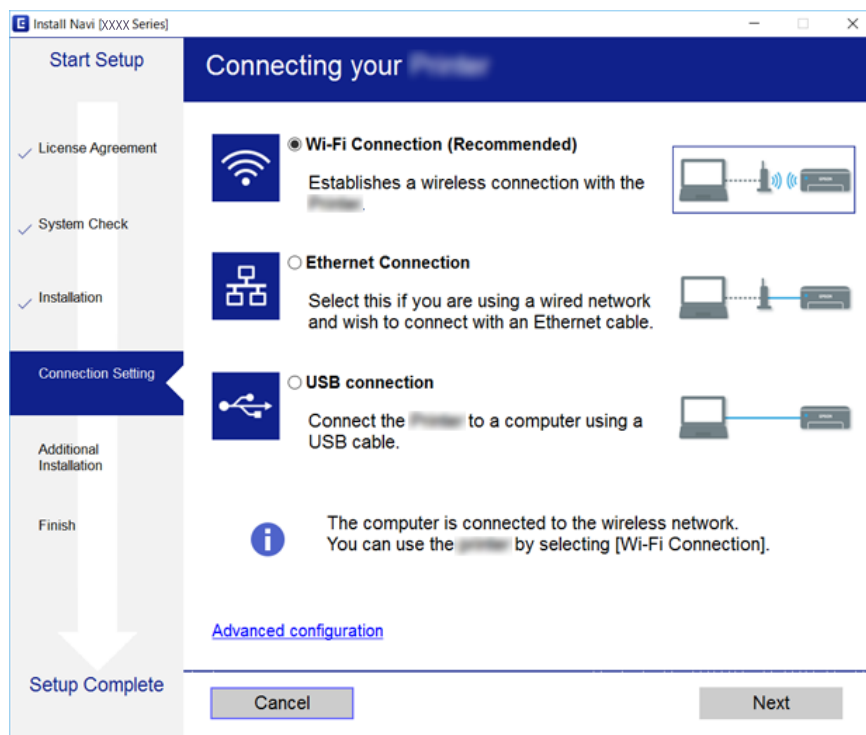 Install Navi [XXXX Series]
Start Setup
License Agreement
System Check
Installation
Connection Setting
Additional
Installation
Finish
Setup Complete
Connecting your
Wi-Fi Connection (Recommended)
Establishes a wireless connection with the
.
Ethernet Connection
Select this if you are using a wired network
and wish to connect with an Ethernet cable.
USB connection
Connect the to a computer using a
USB cable.
The computer is connected to the wireless network.
You can use the by selecting [Wi-Fi Connection].
Advanced configuration
Cancel
Next